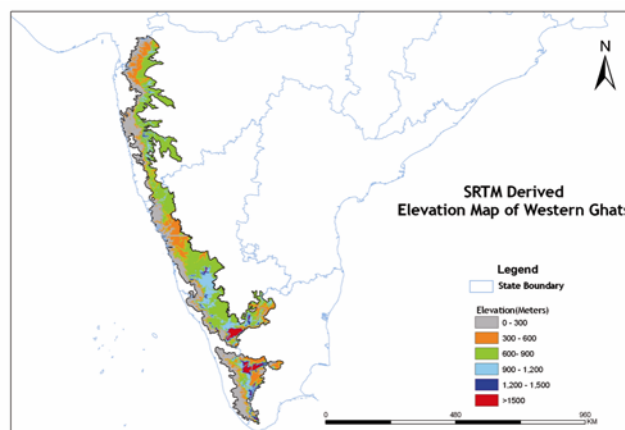 N
SRTM Derived
Elevation Map of Western Ghats
Legend
State Boundary
Elevation(Meters)
0 - 300
300 - 600
600- 900
900 - 1,200
1,200 - 1,500
>1500
0 480 960
KM